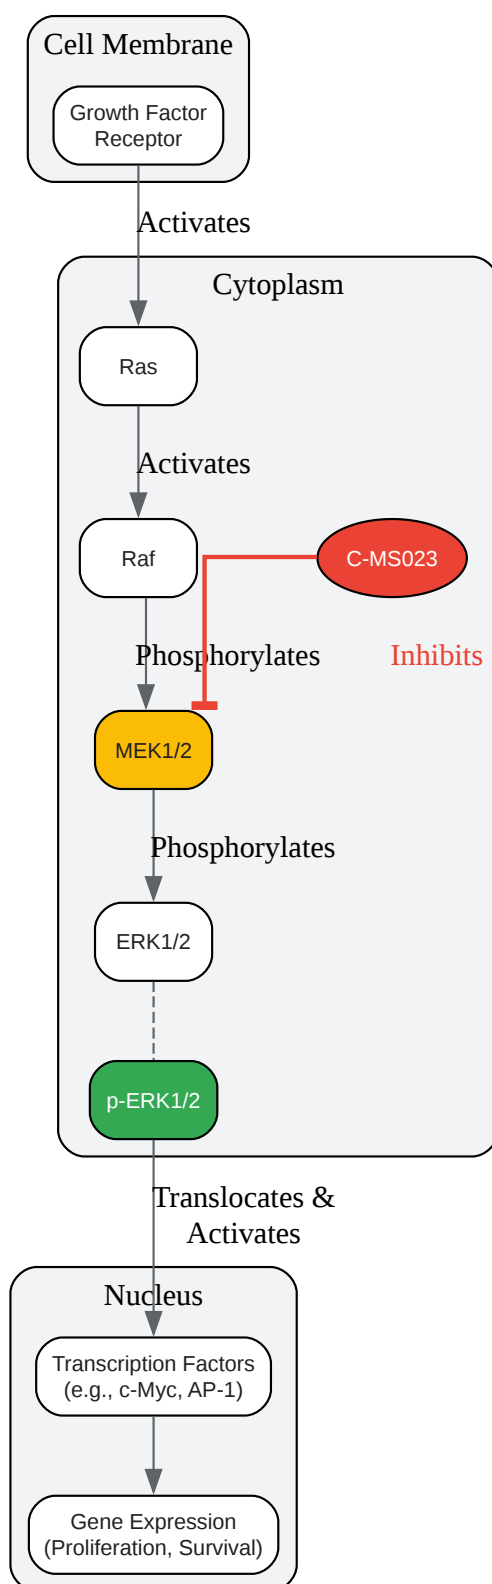 Cell Membrane
Growth Factor
Receptor
Activates
Cytoplasm
Ras
Activates
Raf
C-MS023
Phosphorylates
Inhibits
MEK1/2
Phosphorylates
ERK1/2
p-ERK1/2
Translocates &
Activates
Nucleus
Transcription Factors
(e.g., c-Myc, AP-1)
Gene Expression
(Proliferation, Survival)